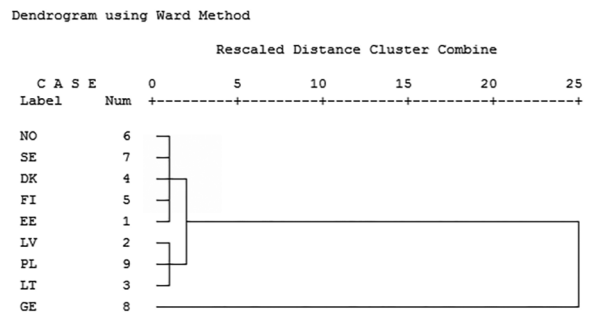 Dendrogram using Ward Method
Rescaled Distance Cluster Combine
C A S E 0 5 10 15 20 25
Label Num +---------+---------+---------+---------+---------+
NO 6
SE 7
DK 4
FI 5
EE 1
LV 2
PL 9
LT 3
GE 8